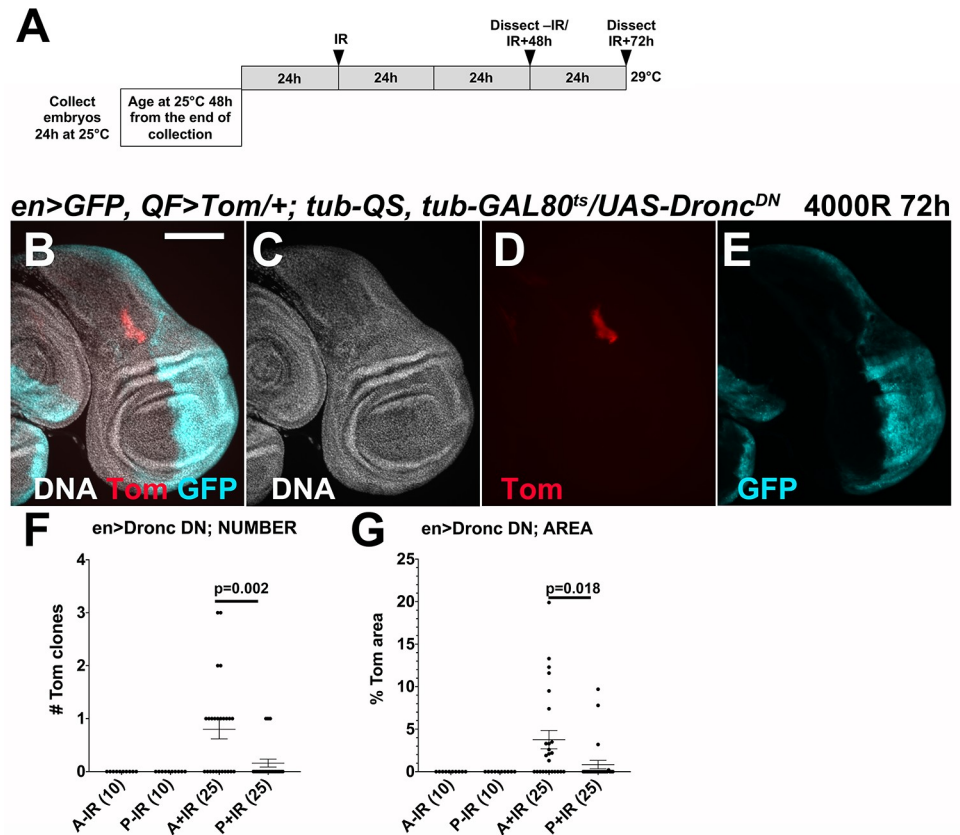 A
IR
Dissect –IR/
IR+48h
Dissect
IR+72h
24h 24h 24h 24h 29°C
Collect
embryos
24h at 25°C
Age at 25°C 48h
from the end of
collection
en>GFP, QF>Tom/+; tub-QS, tub-GAL80ts/UAS-DroncDN 4000R 72h
B C D E
DNA Tom GFP DNA Tom GFP
F en>Dronc DN; NUMBER
# Tom clones
4
3
2
1
0
p=0.002
A-IR (10) P-IR (10) A+IR (25) P+IR (25)
G en>Dronc DN; AREA
% Tom area
25
20
15
10
5
0
p=0.018
A-IR (10) P-IR (10) A+IR (25) P+IR (25)